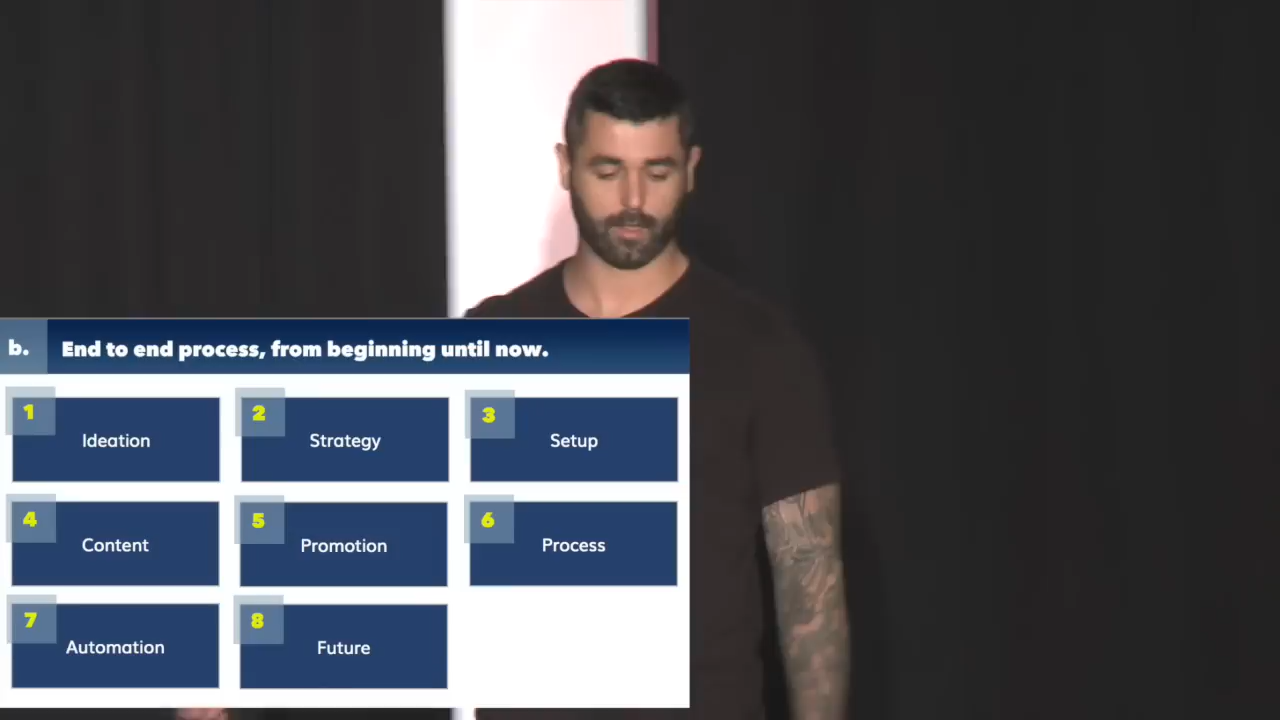 b. End to end process, from beginning until now.
1
Ideation
2
Strategy
3
Setup
4
Content
5
Promotion
6
Process
7
Automation
8
Future